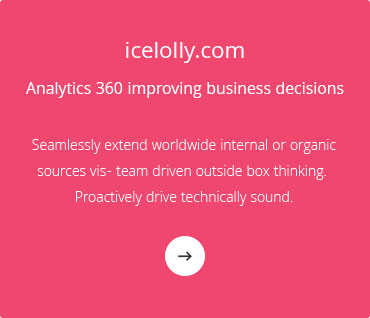 icelolly.com
Analytics 360 improving business decisions
Seamlessly extend worldwide internal or organic
sources vis- team driven outside box thinking.
Proactively drive technically sound.